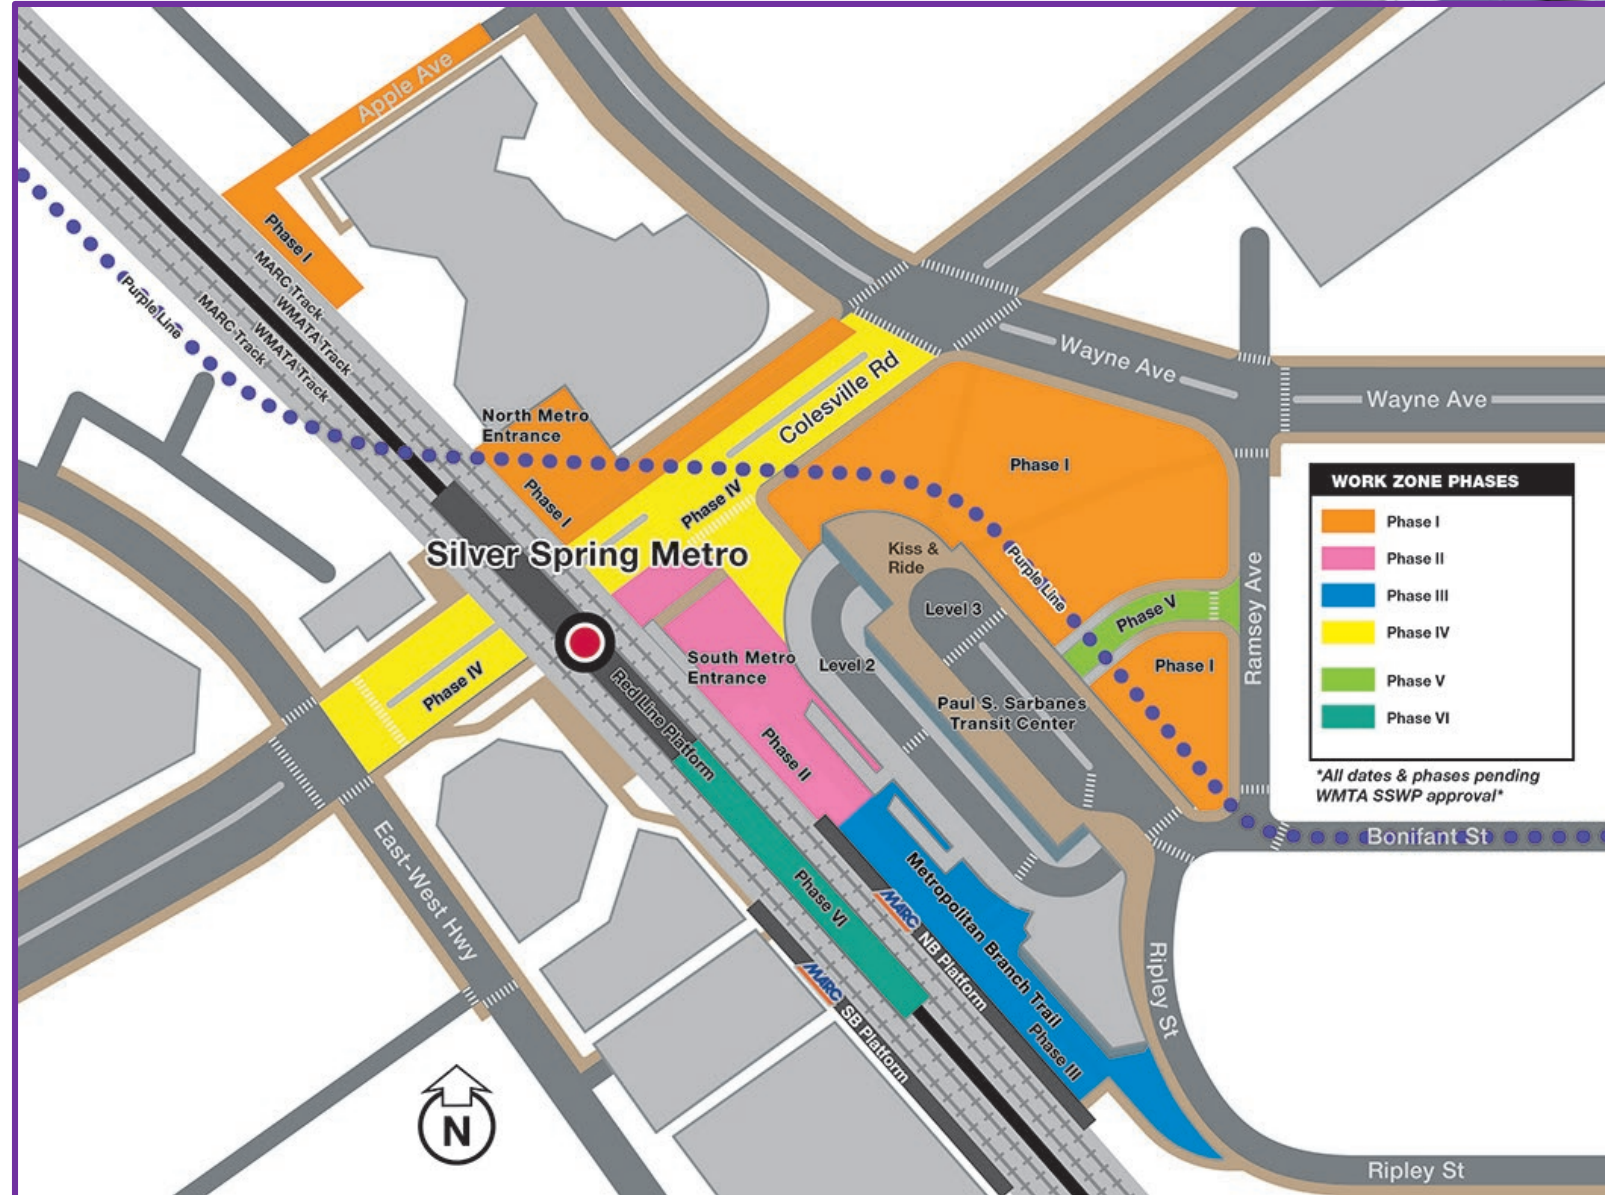 Apple Ave
Phase I
MARC Track
WMATA Track
Purple Line
MARC Track
WMATA Track
North Metro
Entrance
Phase I
Colesville Rd
Phase IV
Wayne Ave
Wayne Ave
Phase I
Silver Spring Metro
Kiss &
Ride
Purple Line
Level 3
Phase V
Ramsey Ave
Phase I
South Metro
Entrance
Level 2
Paul S. Sarbanes
Transit Center
Phase IV
Red Line Platform
Phase II
East-West Hwy
Phase VI
Metropolitan Branch Trail
Phase III
MARC NB Platform
MARC SB Platform
Bonifant St
Ripley St
Ripley St
N
WORK ZONE PHASES
Phase I
Phase II
Phase III
Phase IV
Phase V
Phase VI
*All dates & phases pending
WMTA SSWP approval*